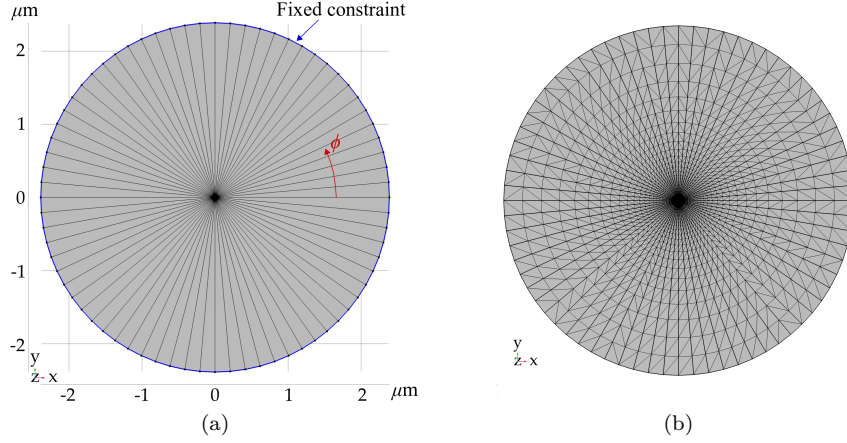 μm
Fixed constraint
2
1
ϕ
0
-1
-2
y
z x
-2 -1 0 1 2 μm
(a)
y
z x
(b)